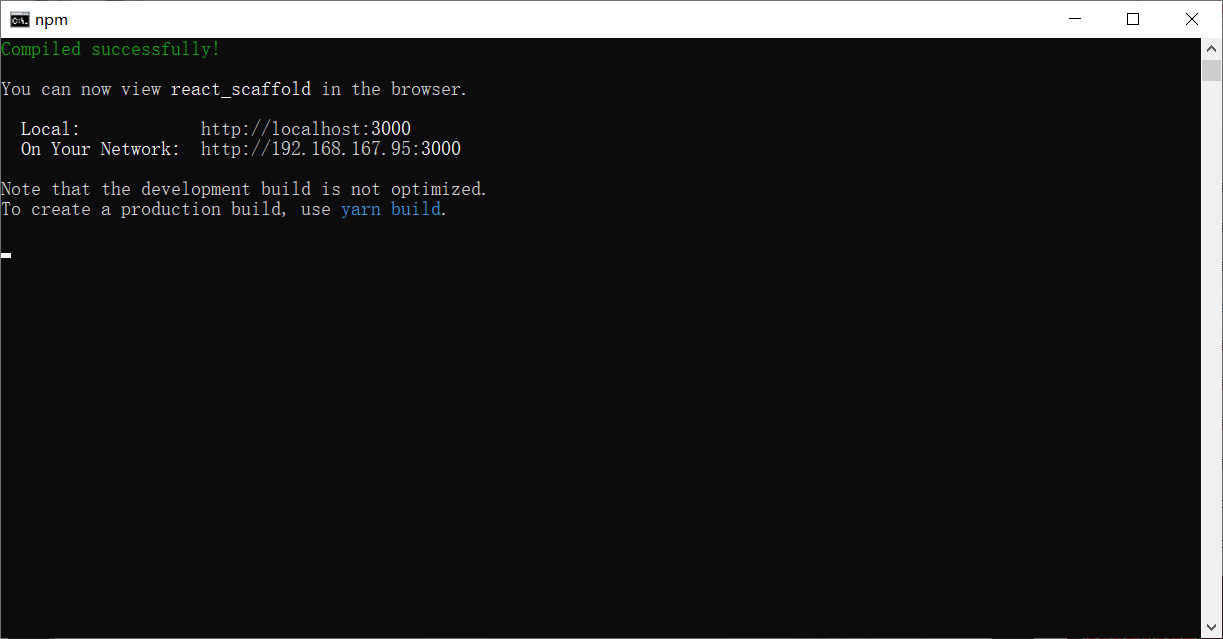 npm
Compiled successfully!
You can now view react_scaffold in the browser.
Local: http://localhost:3000
On Your Network: http://192.168.167.95:3000
Note that the development build is not optimized.
To create a production build, use yarn build.